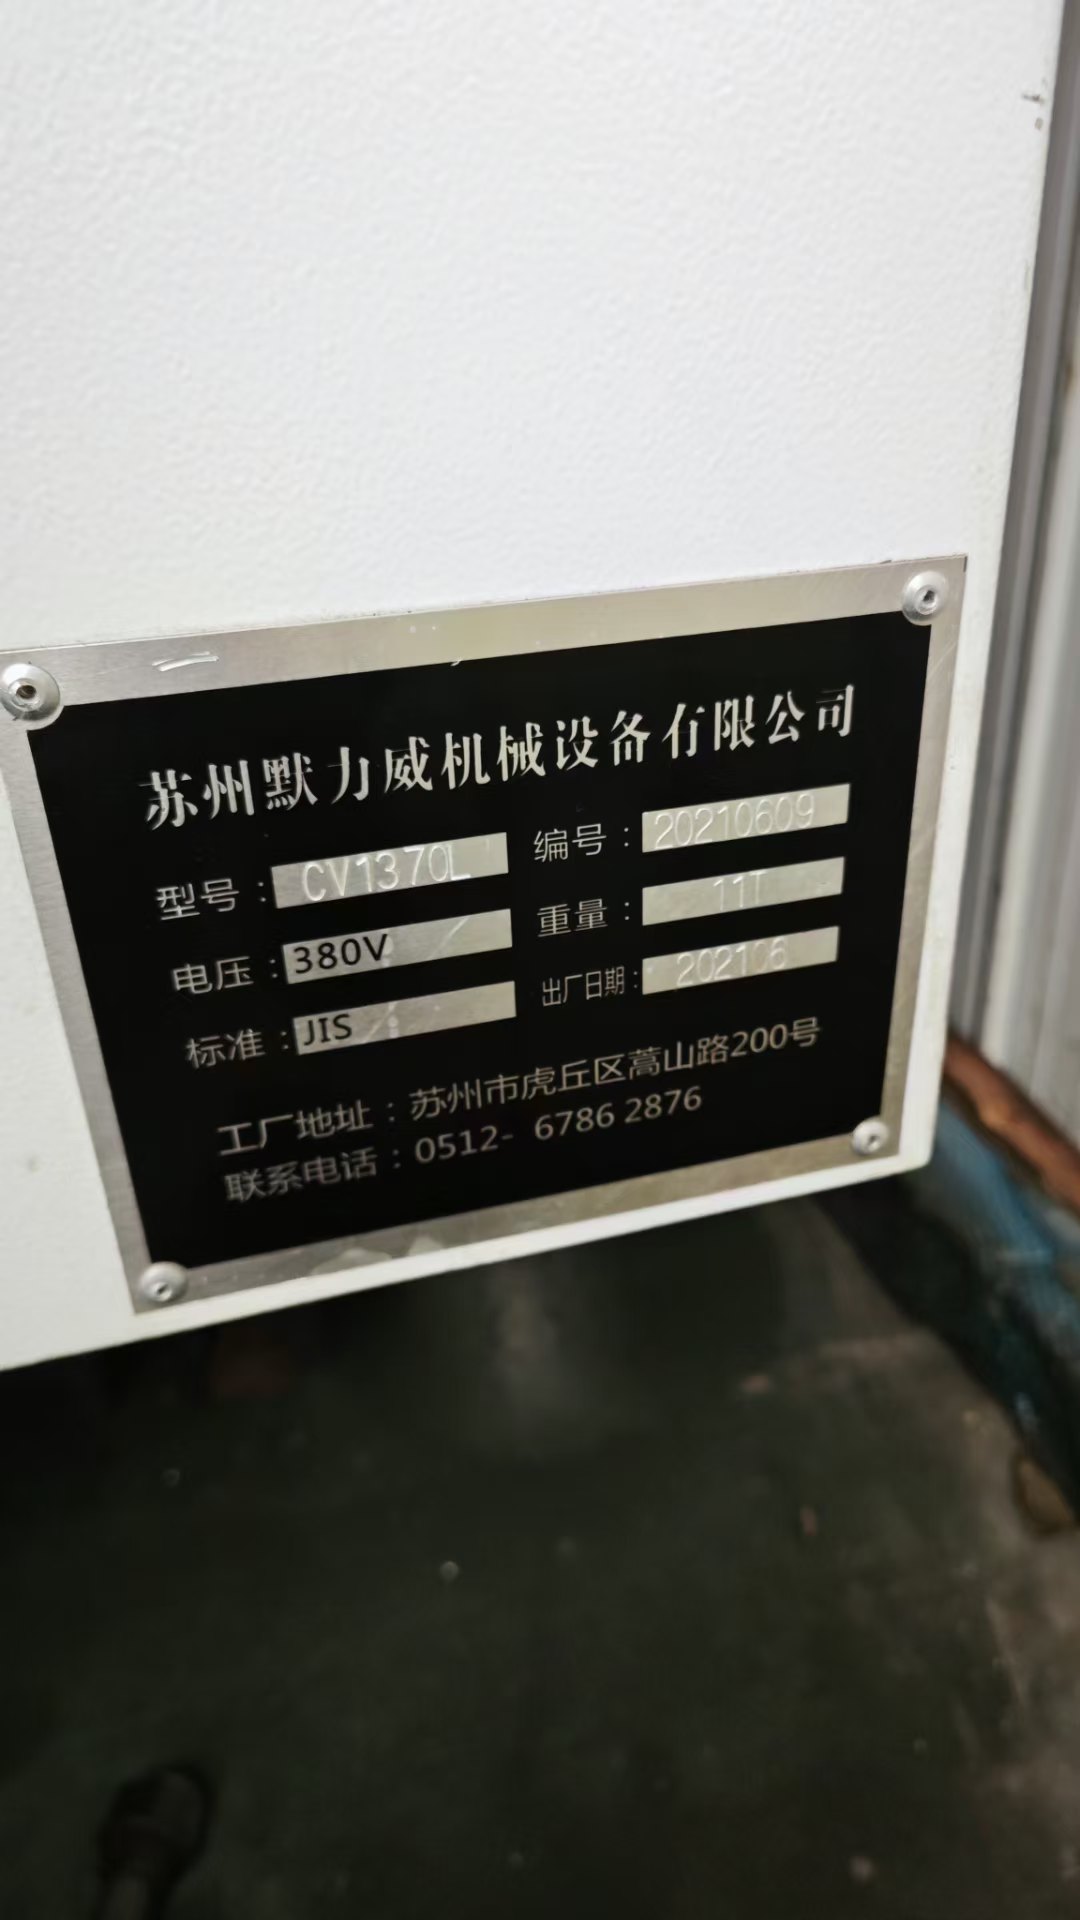 苏州默力威机械设备有限公司
型号：CV1370L 编号：20210609
电压：380V 重量：11T
标准：JIS 出厂日期：202106
工厂地址：苏州市虎丘区蒿山路200号
联系电话：0512- 6786 2876